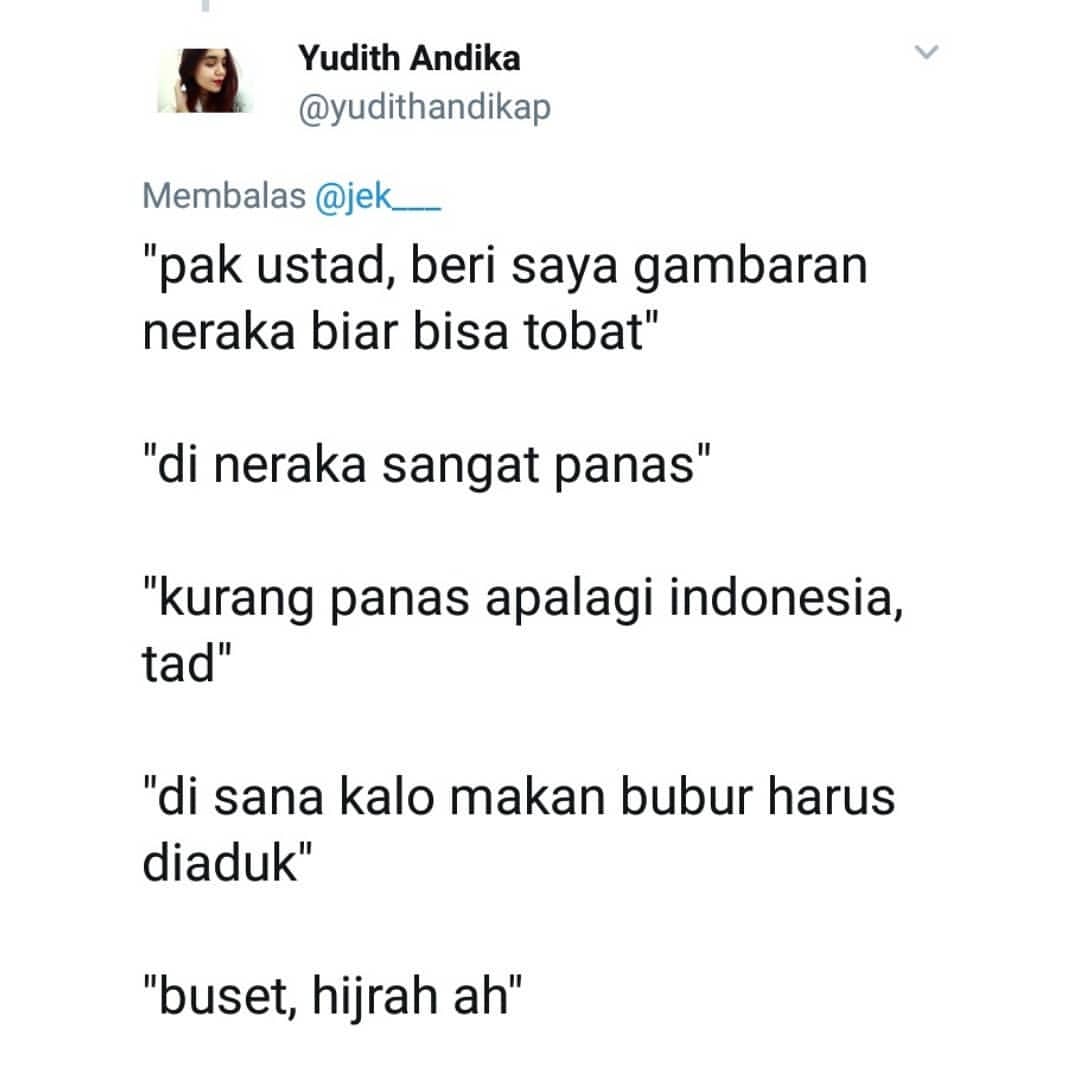 Yudith Andika
@yudithandikap
Membalas @jek___
"pak ustad, beri saya gambaran
neraka biar bisa tobat"
"di neraka sangat panas"
"kurang panas apalagi indonesia,
tad"
"di sana kalo makan bubur harus
diaduk"
"buset, hijrah ah"